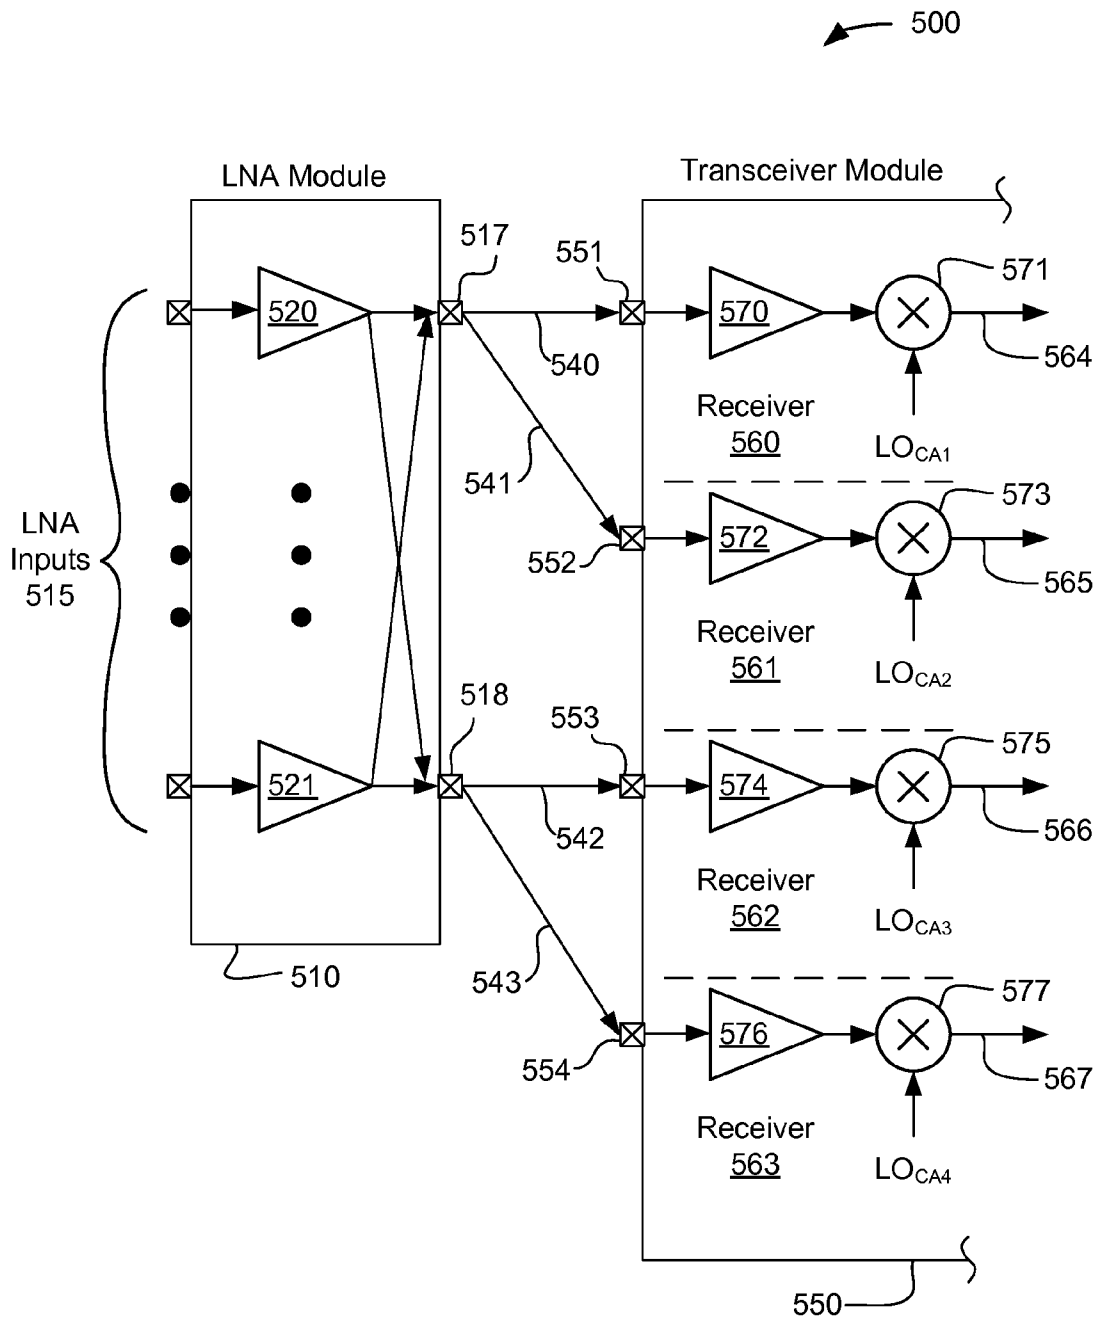 500
LNA Module
Transceiver Module
517
551
571
520
570
540
564
Receiver
560
LOCA1
541
573
LNA
Inputs
515
572
552
565
Receiver
561
LOCA2
518
553
575
521
574
542
566
Receiver
562
LOCA3
510
543
577
576
554
567
Receiver
563
LOCA4
550